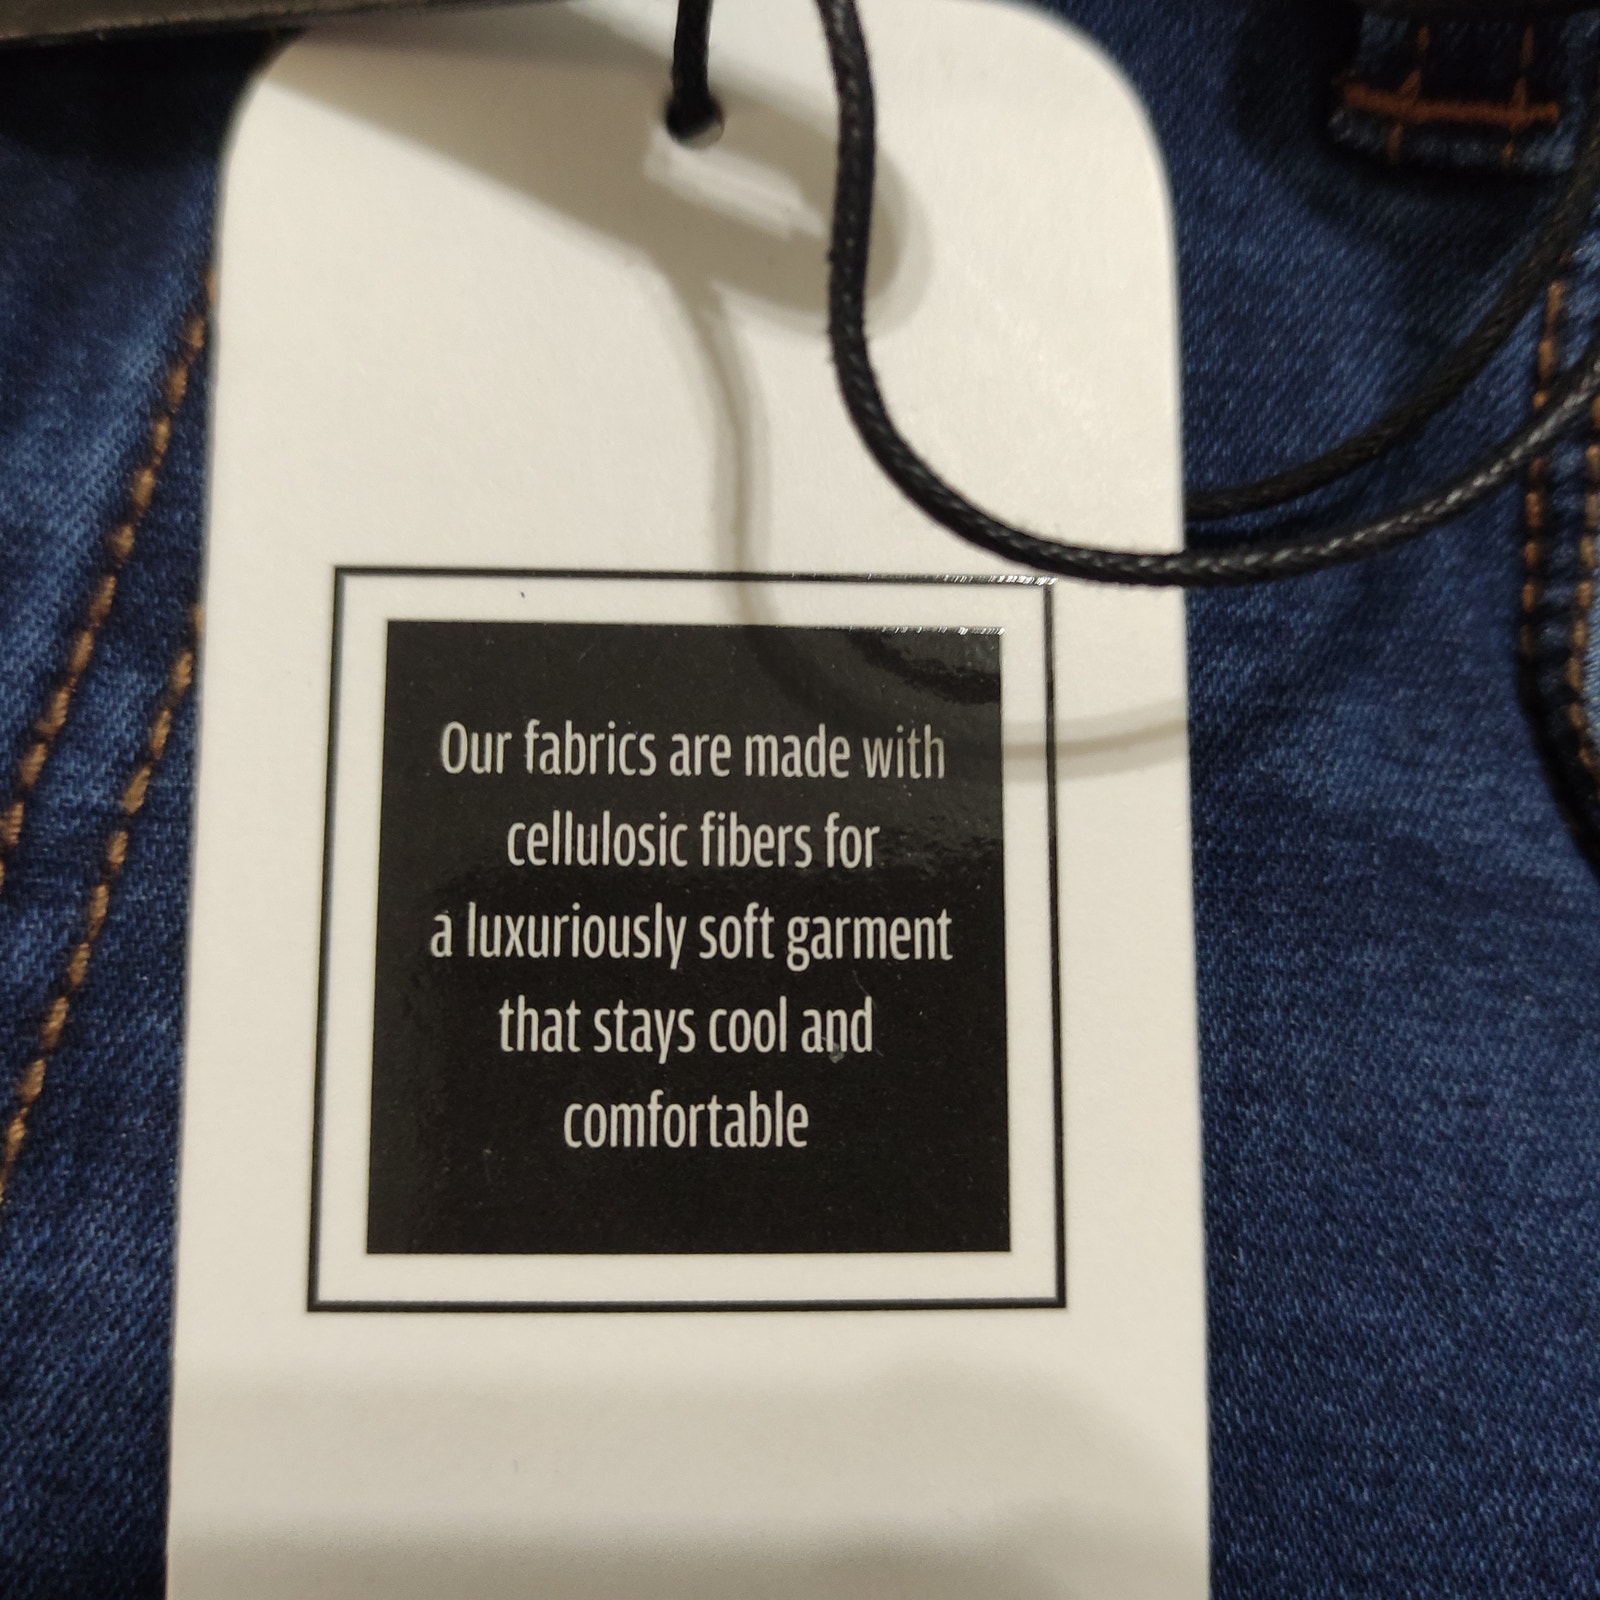 Our fabrics are made with
cellulosic fibers for
a luxuriously soft garment
that stays cool and
comfortable